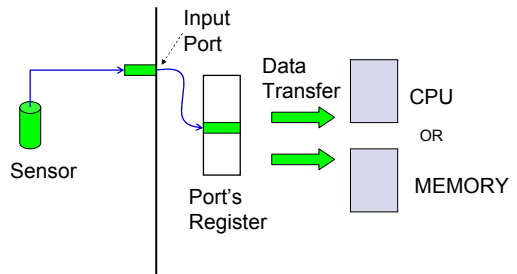 Input
Port
Data
Transfer
CPU
OR
MEMORY
Sensor
Port's
Register